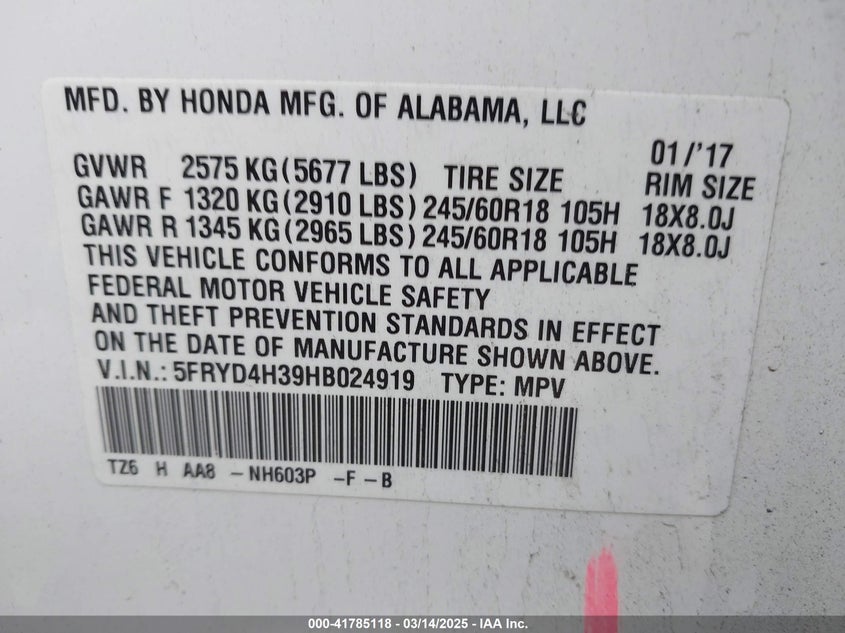 MFD. BY HONDA MFG. OF ALABAMA, LLC
01/'17
GVWR 2575 KG (5677 LBS) TIRE SIZE RIM SIZE
GAWR F 1320 KG (2910 LBS) 245/60R18 105H 18X8.0J
GAWR R 1345 KG (2965 LBS) 245/60R18 105H 18X8.0J
THIS VEHICLE CONFORMS TO ALL APPLICABLE
FEDERAL MOTOR VEHICLE SAFETY
AND THEFT PREVENTION STANDARDS IN EFFECT
ON THE DATE OF MANUFACTURE SHOWN ABOVE.
V.I.N.: 5FRYD4H39HB024919 TYPE: MPV
TZ6 H AA8 - NH603P - F - B
000-41785118 - 03/14/2025 - IAA Inc.